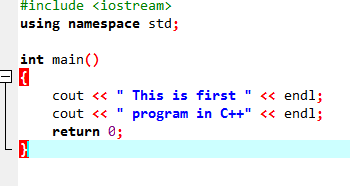 #include <iostream>
using namespace std;
int main()
{
cout << " This is first " << endl;
cout << " program in C++" << endl;
return 0;
}